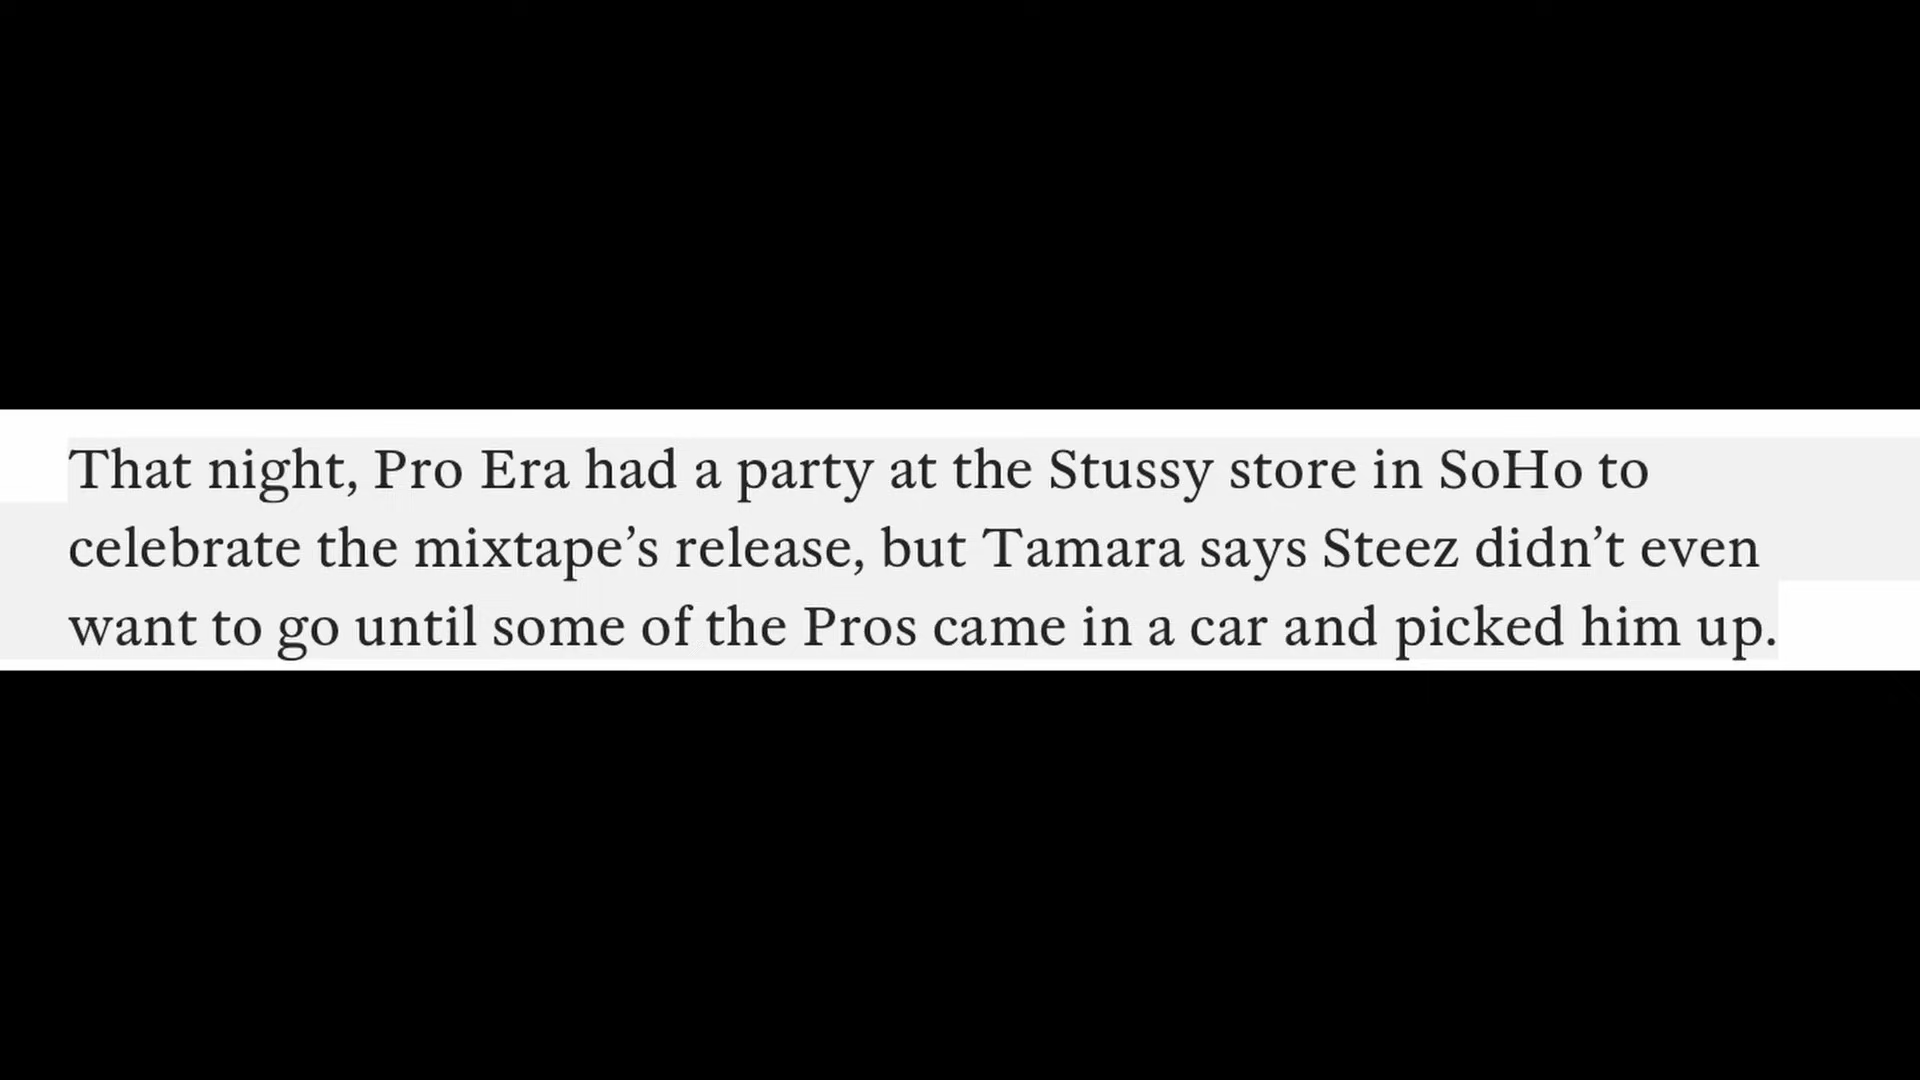 That night, Pro Era had a party at the Stussy store in SoHo to
celebrate the mixtape’s release, but Tamara says Steez didn’t even
want to go until some of the Pros came in a car and picked him up.